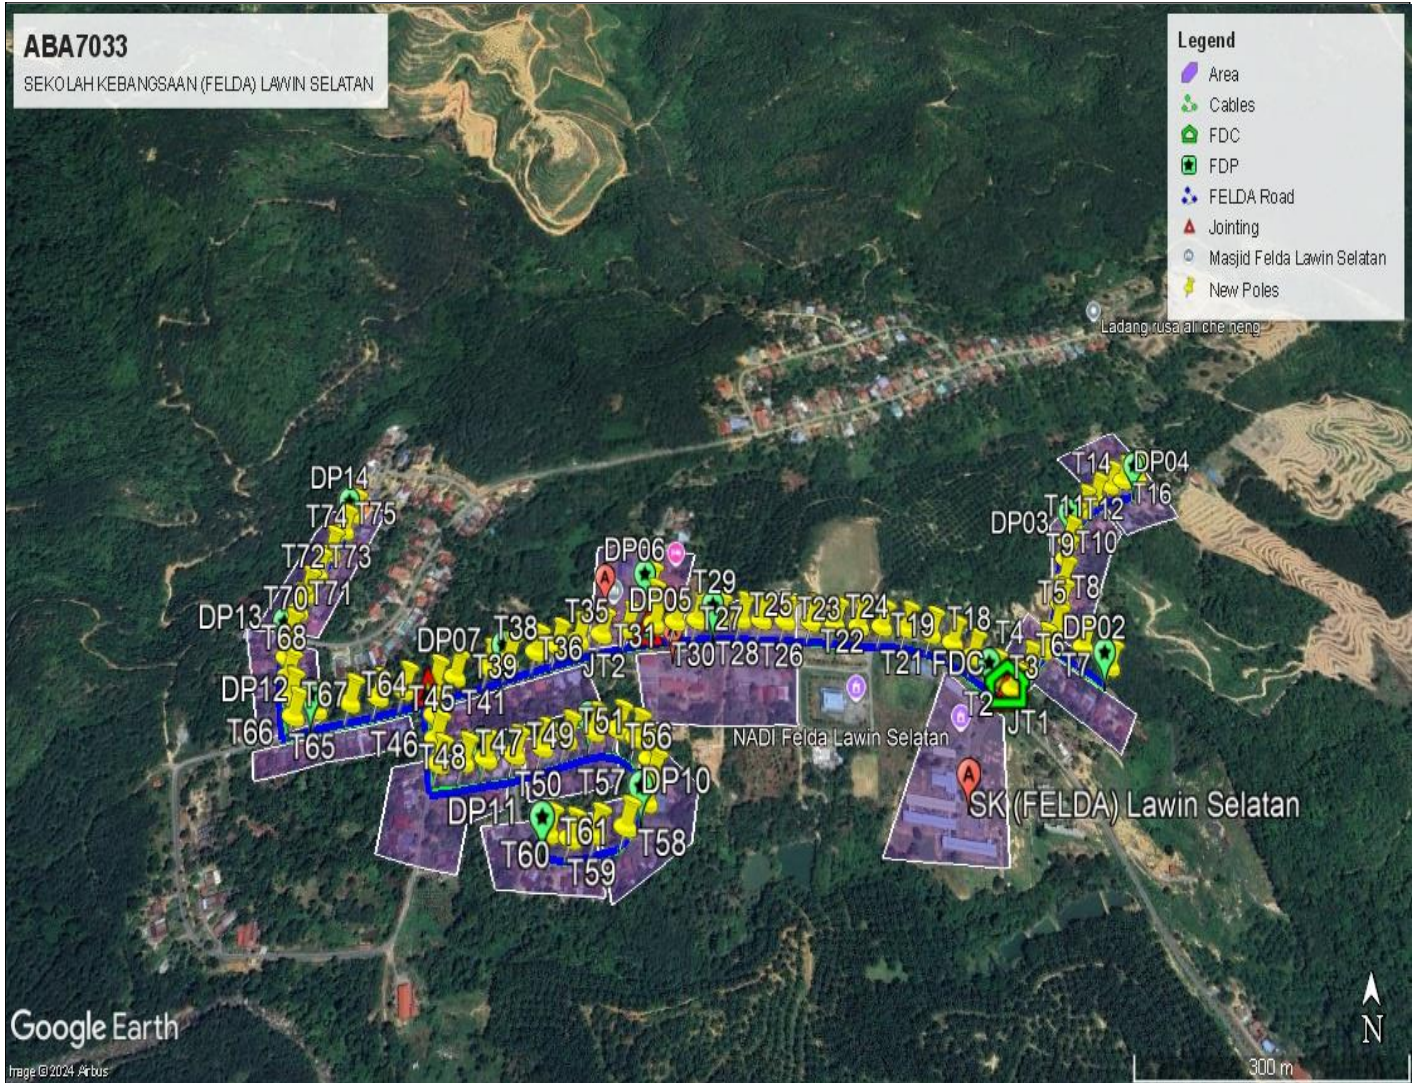 ABA7033
SEKOLAH KEBANGSAAN (FELDA) LAWIN SELATAN
Legend
Area
Cables
FDC
FDP
FELDA Road
Jointing
Masjid Felda Lawin Selatan
New Poles
Ladang rusa ali che neng
T14
DP04
T16
DP14
T74
T75
T11
T12
DP03
T9
T10
T72
T73
DP06
T29
T70
T71
T5
T8
DP13
T35
DP05
T27
T25
T23
T24
T19
T18
T4
T6
DP02
T68
DP07
T38
T36
T31
T39
JT2
T30
T28
T26
T22
T21
FDC
T3
T7
DP12
T67
T64
T45
T41
T2
JT1
T66
T65
T46
T48
T47
T49
T51
T56
NADI Felda Lawin Selatan
T50
T57
DP10
DP11
A
A
SK (FELDA) Lawin Selatan
T61
T58
T60
T59
Google Earth
Image © 2024 Airbus
N
300 m